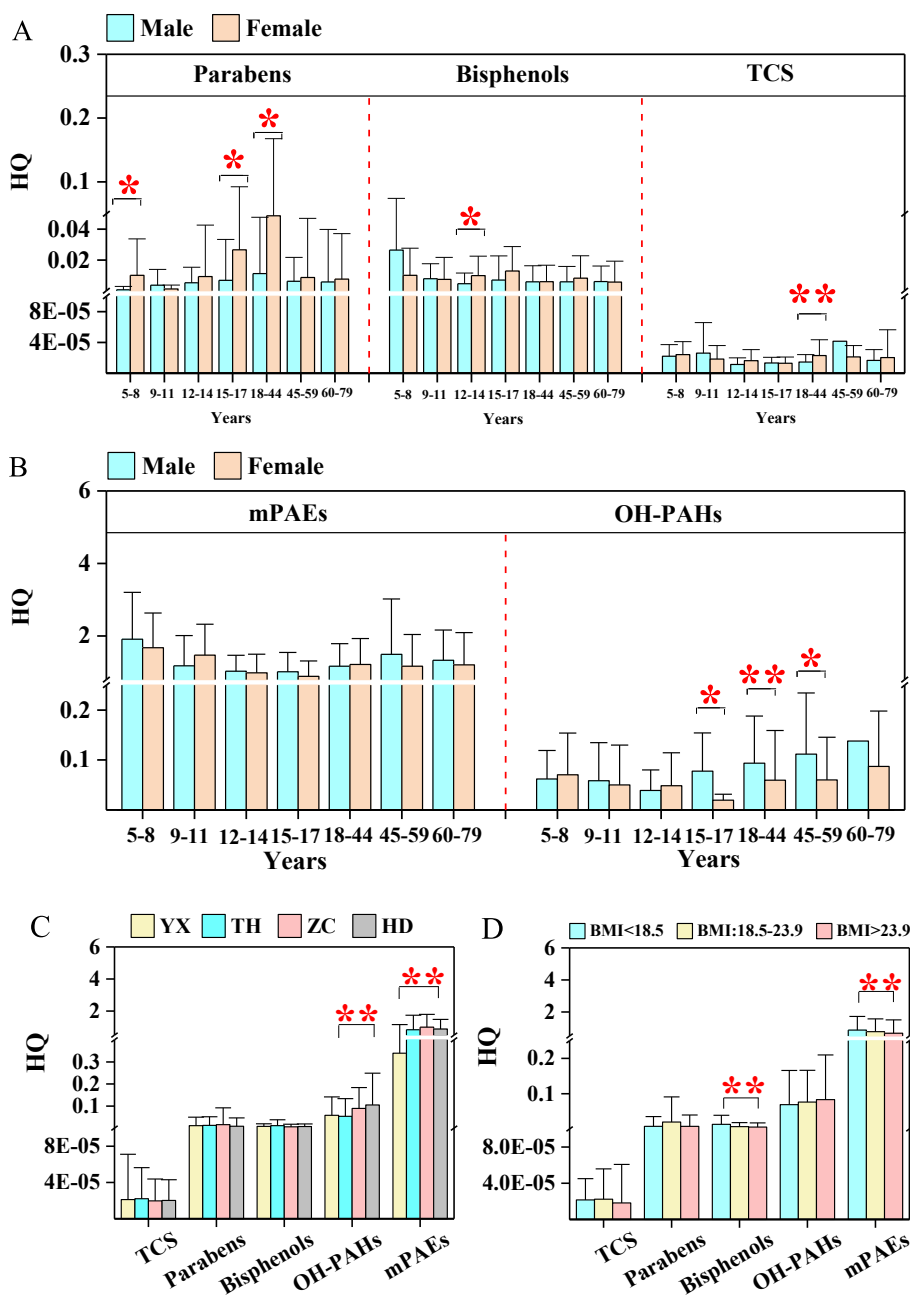 A
Male Female
Parabens Bisphenols TCS
HQ
0.3
0.2
0.1
0.04
0.02
8E-05
4E-05
* * * * **
5-8 9-11 12-14 15-17 18-44 45-59 60-79
5-8 9-11 12-14 15-17 18-44 45-59 60-79
5-8 9-11 12-14 15-17 18-44 45-59 60-79
Years Years Years
B
Male Female
mPAEs OH-PAHs
HQ
6
4
2
0.2
0.1
* ** *
5-8 9-11 12-14 15-17 18-44 45-59 60-79
5-8 9-11 12-14 15-17 18-44 45-59 60-79
Years Years
C
YX TH ZC HD
HQ
6
4
2
0.3
0.2
0.1
8E-05
4E-05
** **
TCS Parabens Bisphenols OH-PAHs mPAEs
D
BMI<18.5 BMI:18.5-23.9 BMI>23.9
HQ
6
4
2
0.2
0.1
8.0E-05
4.0E-05
** **
TCS Parabens Bisphenols OH-PAHs mPAEs